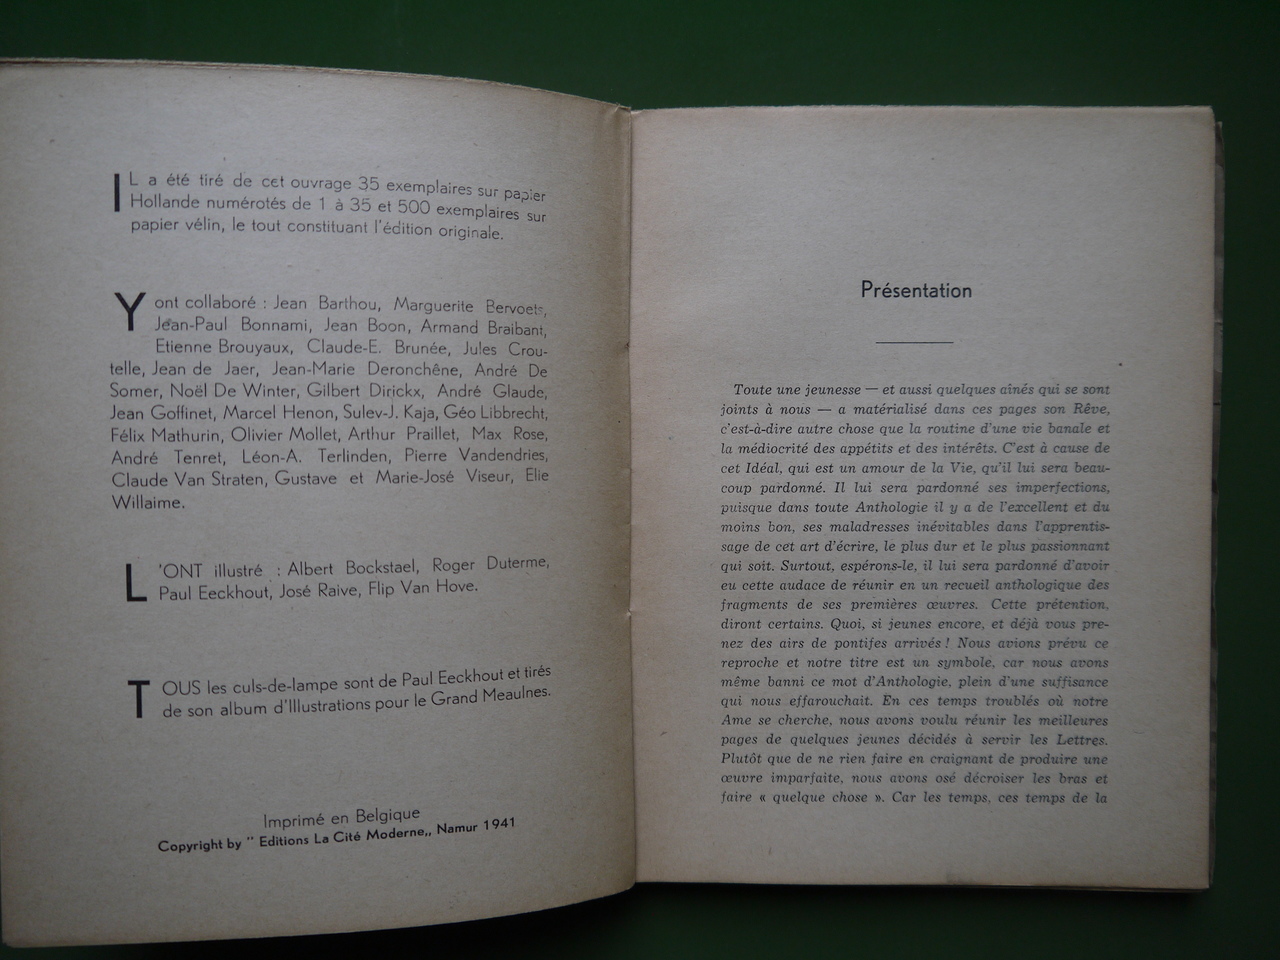 IL a été tiré de cet ouvrage 35 exemplaires sur papier
Hollande numérotés de 1 à 35 et 500 exemplaires sur
papier vélin, le tout constituant l'édition originale.
Y ont collaboré : Jean Barthou, Marguerite Bervoets,
Jean-Paul Bonnami, Jean Boon, Armand Braibant,
Etienne Brouyaux, Claude-E. Brunée, Jules Crou-
telle, Jean de Jaer, Jean-Marie Deronchêne, André De
Somer, Noël De Winter, Gilbert Dirickx, André Glaude,
Jean Goffinet, Marcel Henon, Sulev-J. Kaja, Géo Libbrecht,
Félix Mathurin, Olivier Mollet, Arthur Praillet, Max Rose,
André Tenret, Léon-A. Terlinden, Pierre Vandendries,
Claude Van Straten, Gustave et Marie-José Viseur, Elie
Willaime.
L'ONT illustré : Albert Bockstael, Roger Duterme,
Paul Eeckhout, José Raive, Flip Van Hove.
TOUS les culs-de-lampe sont de Paul Eeckhout et tirés
de son album d'Illustrations pour le Grand Meaulnes.
Imprimé en Belgique
Copyright by " Editions La Cité Moderne,, Namur 1941
Présentation
Toute une jeunesse — et aussi quelques aînés qui se sont
joints à nous — a matérialisé dans ces pages son Rêve,
c'est-à-dire autre chose que la routine d'une vie banale et
la médiocrité des appétits et des intérêts. C'est à cause de
cet Idéal, qui est un amour de la Vie, qu'il lui sera beau-
coup pardonné. Il lui sera pardonné ses imperfections,
puisque dans toute Anthologie il y a de l'excellent et du
moins bon, ses maladresses inévitables dans l'apprentis-
sage de cet art d'écrire, le plus dur et le plus passionnant
qui soit. Surtout, espérons-le, il lui sera pardonné d'avoir
eu cette audace de réunir en un recueil anthologique des
fragments de ses premières œuvres. Cette prétention,
diront certains. Quoi, si jeunes encore, et déjà vous pre-
nez des airs de pontifes arrivés ! Nous avions prévu ce
reproche et notre titre est un symbole, car nous avons
même banni ce mot d'Anthologie, plein d'une suffisance
qui nous effarouchait. En ces temps troublés où notre
Ame se cherche, nous avons voulu réunir les meilleures
pages de quelques jeunes décidés à servir les Lettres.
Plutôt que de ne rien faire en craignant de produire une
œuvre imparfaite, nous avons osé décroiser les bras et
faire « quelque chose ». Car les temps, ces temps de la